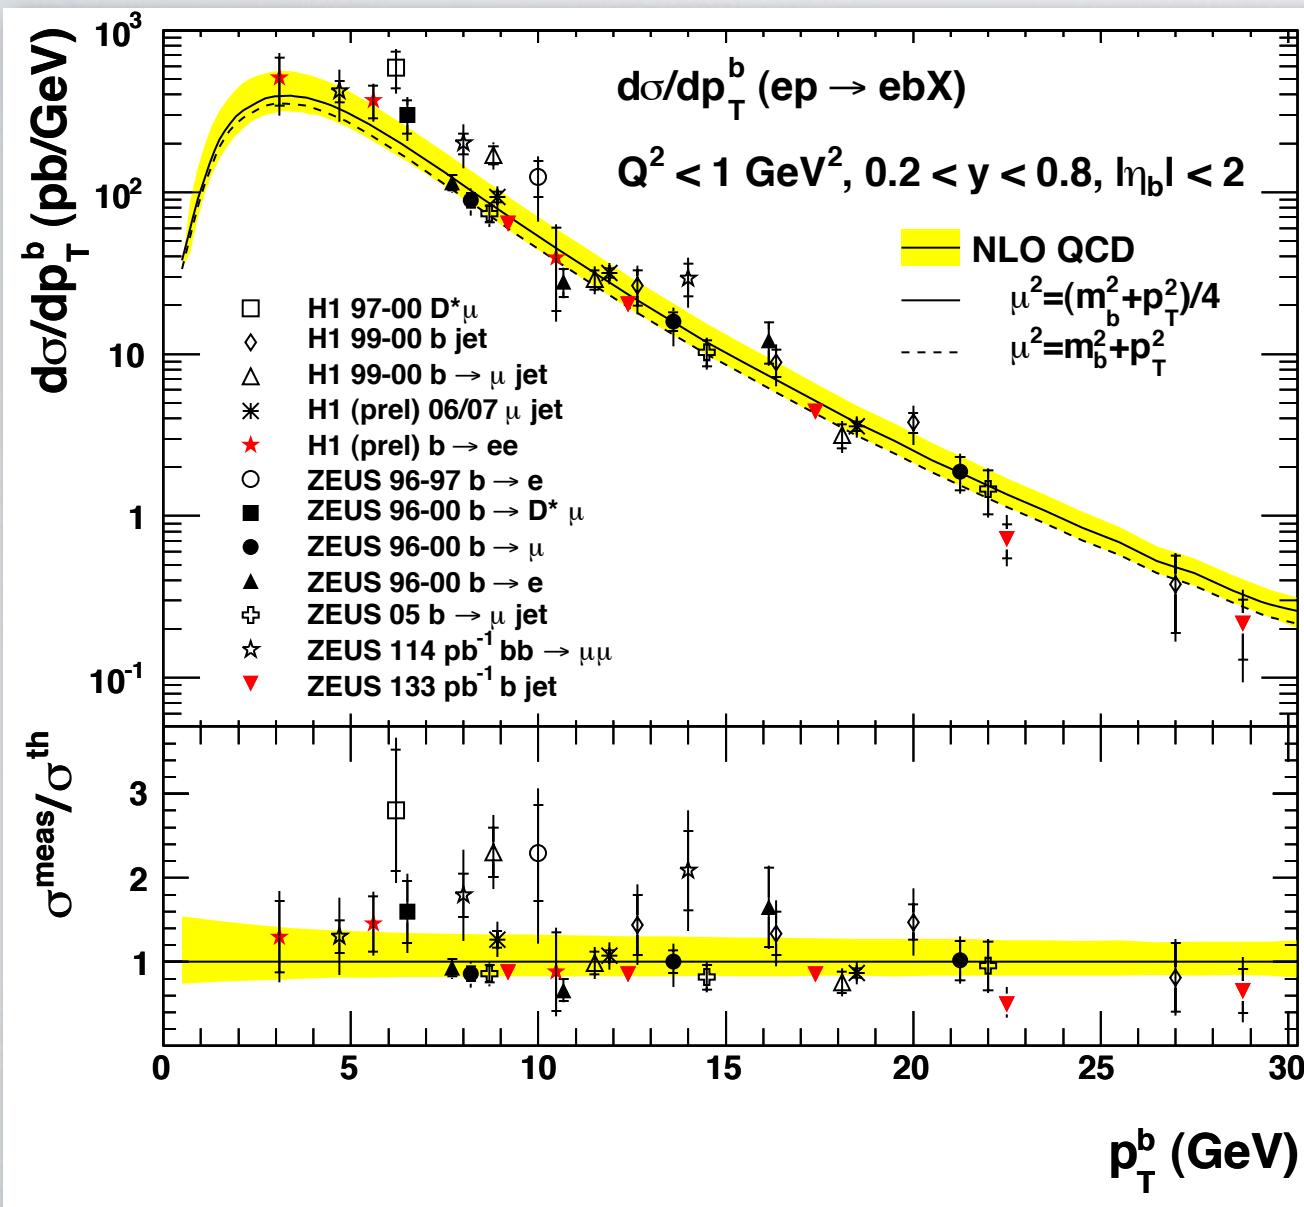 10³
10²
10
1
10⁻¹
dσ/dp_T^b (pb/GeV)
dσ/dp_T^b (ep → ebX)
Q² < 1 GeV², 0.2 < y < 0.8, |η_b| < 2
NLO QCD
μ²=(m_b²+p_T²)/4
μ²=m_b²+p_T²
H1 97-00 D*μ
H1 99-00 b jet
H1 99-00 b → μ jet
H1 (prel) 06/07 μ jet
H1 (prel) b → ee
ZEUS 96-97 b → e
ZEUS 96-00 b → D* μ
ZEUS 96-00 b → μ
ZEUS 96-00 b → e
ZEUS 05 b → μ jet
ZEUS 114 pb⁻¹ bb → μμ
ZEUS 133 pb⁻¹ b jet
σ^meas/σ^th
3
2
1
0 5 10 15 20 25 30
p_T^b (GeV)